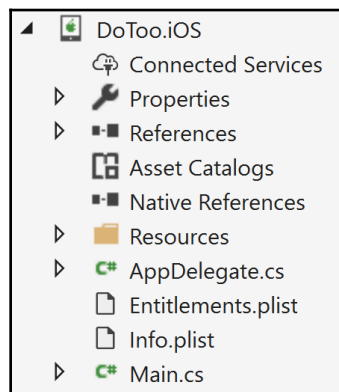 DoToo.iOS
Connected Services
Properties
References
Asset Catalogs
Native References
Resources
C# AppDelegate.cs
Entitlements.plist
Info.plist
C# Main.cs